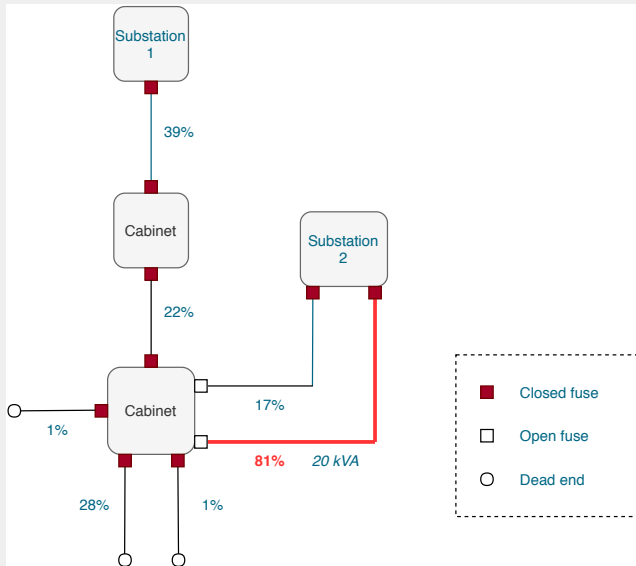 Substation
1
39%
Cabinet
Substation
2
22%
Cabinet
17%
1%
81% 20 kVA
28%
1%
Closed fuse
Open fuse
Dead end